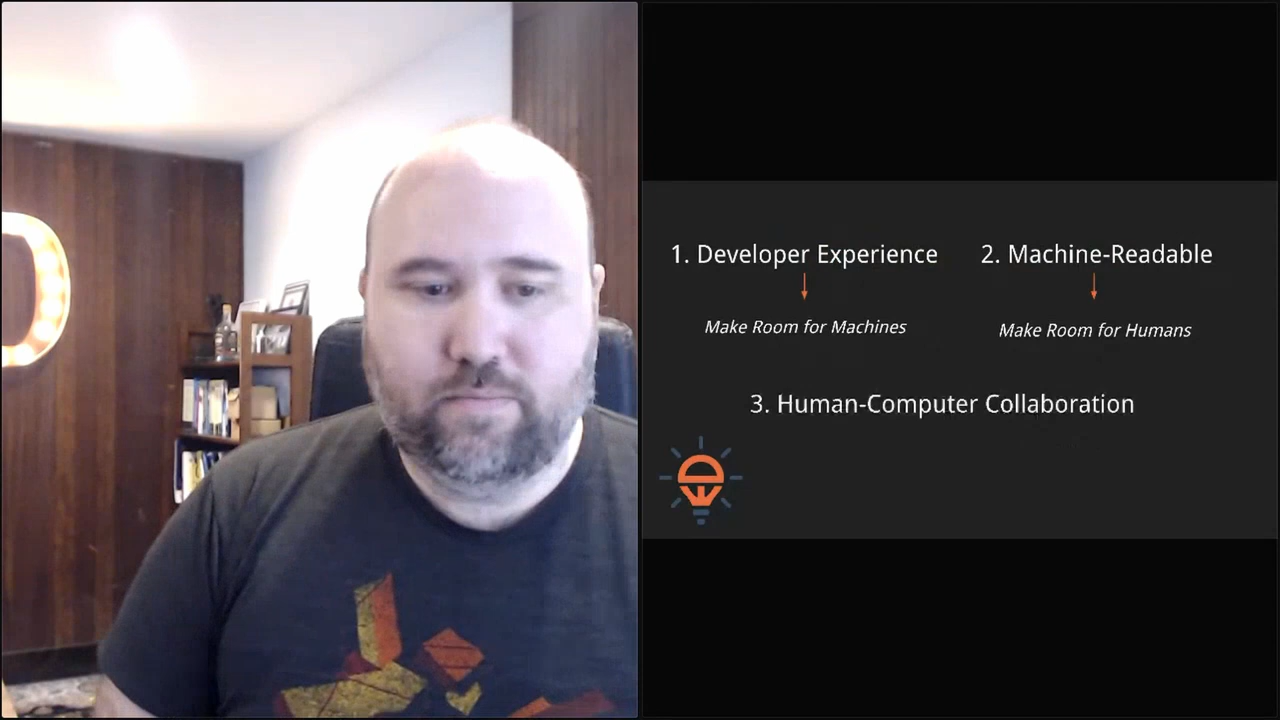 1. Developer Experience
2. Machine-Readable
Make Room for Machines
Make Room for Humans
3. Human-Computer Collaboration